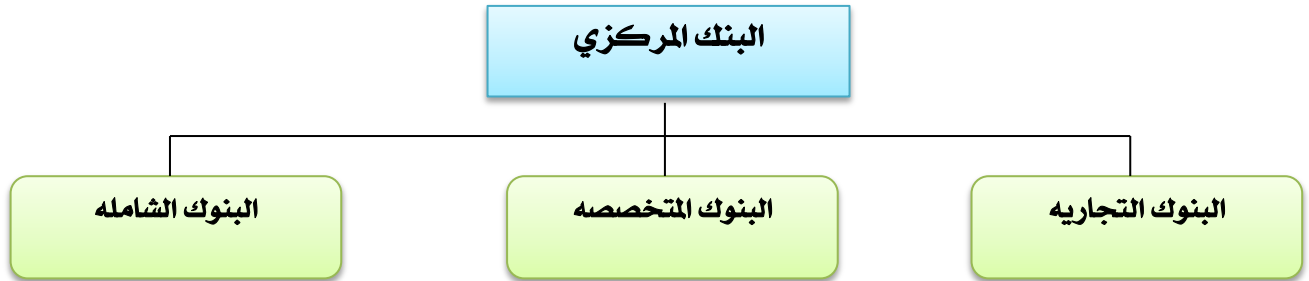 البنك المركزي
البنوك التجاريه
البنوك المتخصصه
البنوك الشامله